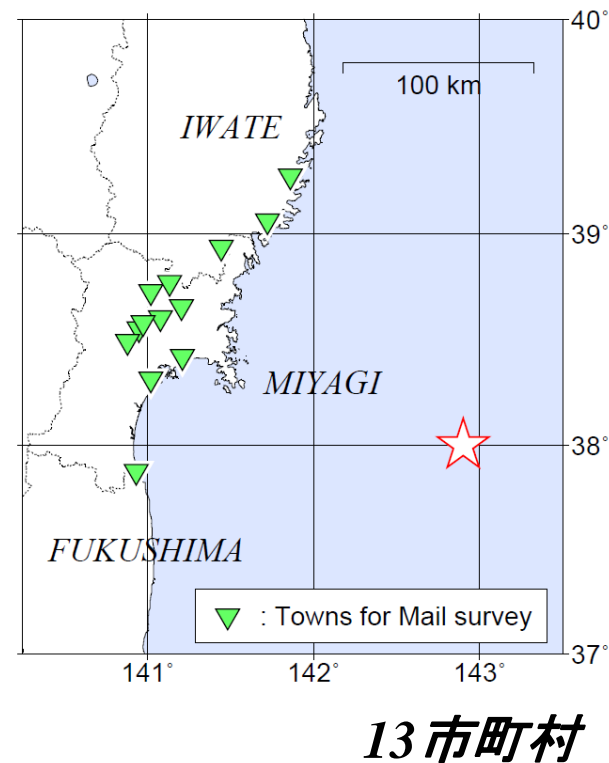 40°
100 km
IWATE
39°
MIYAGI
38°
FUKUSHIMA
: Towns for Mail survey
37°
141° 142° 143°
13市町村